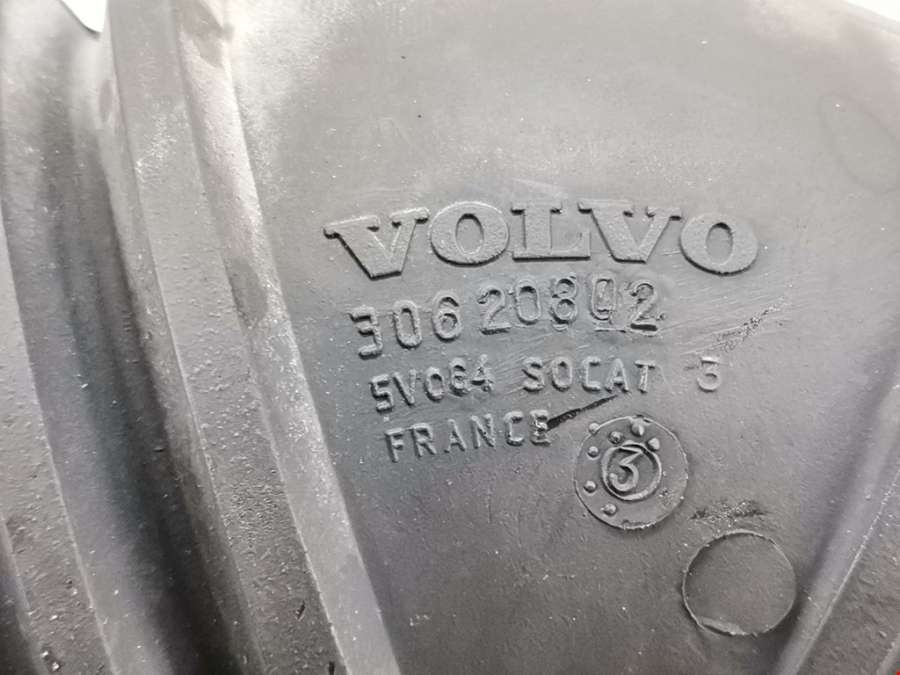 VOLVO
30620802
5V064 SOCAT 3
FRANCE
3